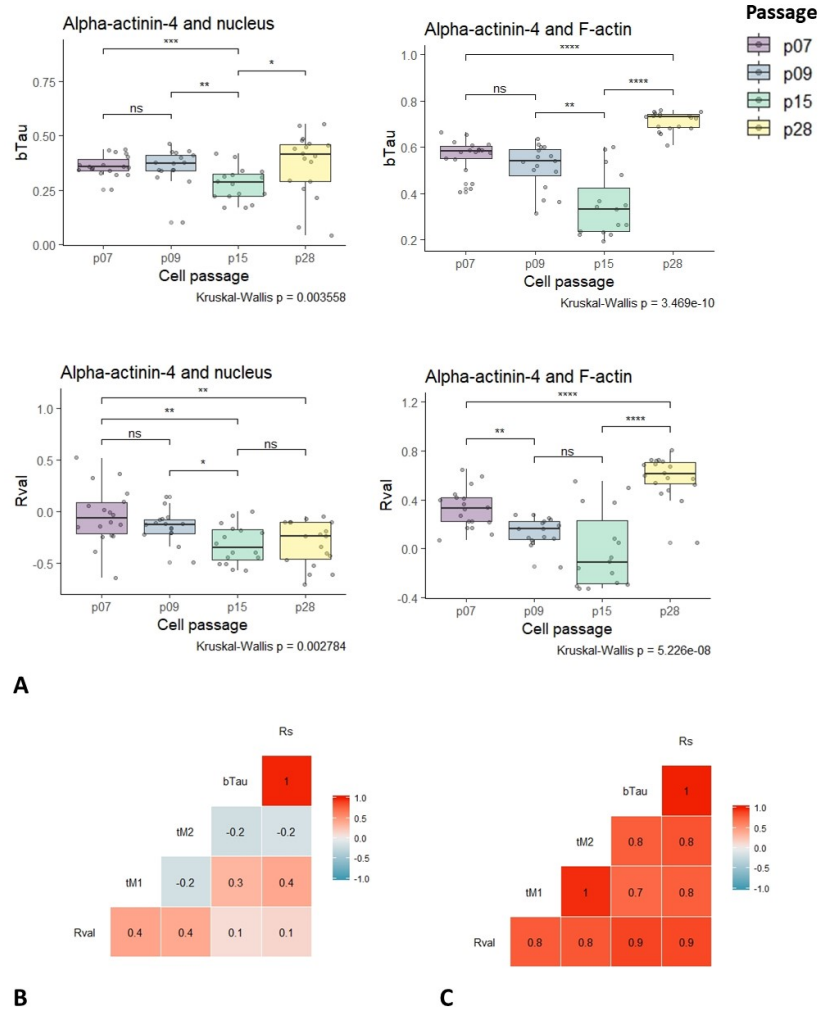 Passage
p07
p09
p15
p28
Alpha-actinin-4 and nucleus
***
*
**
ns
bTau
0.75
0.50
0.25
0.00
p07 p09 p15 p28
Cell passage
Kruskal-Wallis p = 0.003558
Alpha-actinin-4 and F-actin
****
ns
****
**
bTau
1.0
0.8
0.6
0.4
0.2
p07 p09 p15 p28
Cell passage
Kruskal-Wallis p = 3.469e-10
Alpha-actinin-4 and nucleus
**
**
ns
ns
*
Rval
1.0
0.5
0.0
-0.5
p07 p09 p15 p28
Cell passage
Kruskal-Wallis p = 0.002784
Alpha-actinin-4 and F-actin
****
****
**
ns
Rval
1.2
0.8
0.4
0.0
-0.4
p07 p09 p15 p28
Cell passage
Kruskal-Wallis p = 5.226e-08
A
Rs
bTau 1
tM2 -0.2 -0.2
tM1 -0.2 0.3 0.4
Rval 0.4 0.4 0.1 0.1
1.0
0.5
0.0
-0.5
-1.0
B
Rs
bTau 1
tM2 0.8 0.8
tM1 1 0.7 0.8
Rval 0.8 0.8 0.9 0.9
1.0
0.5
0.0
-0.5
-1.0
C